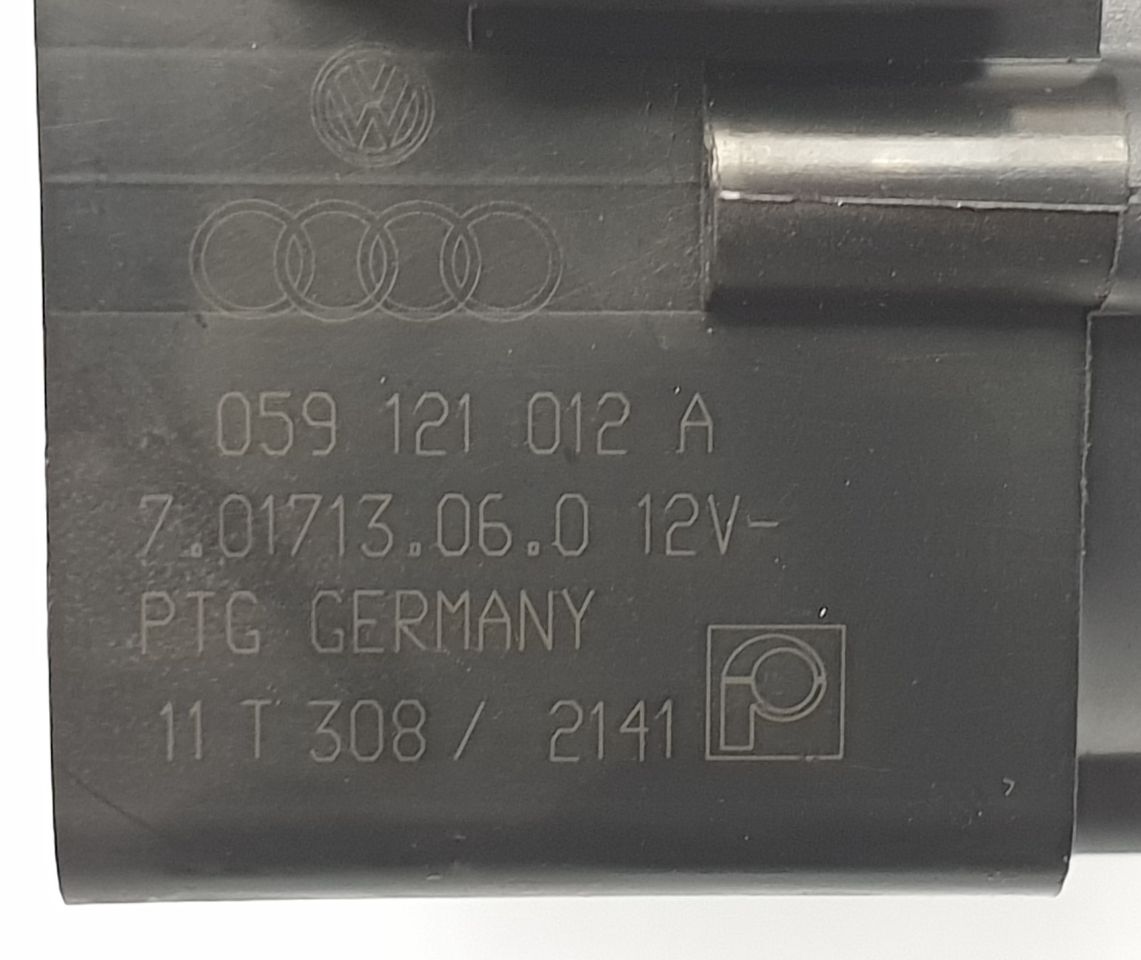 059 121 012 A
7.01713.06.0 12V-
PTG GERMANY
11 T 308 / 2141